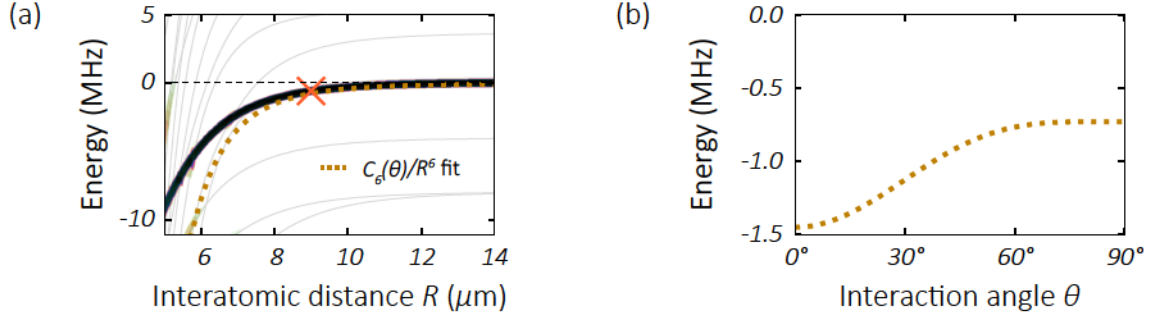 (a)
Energy (MHz)
5
0
-10
C₆(θ)/R⁶ fit
6
8
10
12
14
Interatomic distance R (μm)
(b)
Energy (MHz)
0.0
-0.5
-1.0
-1.5
0°
30°
60°
90°
Interaction angle θ